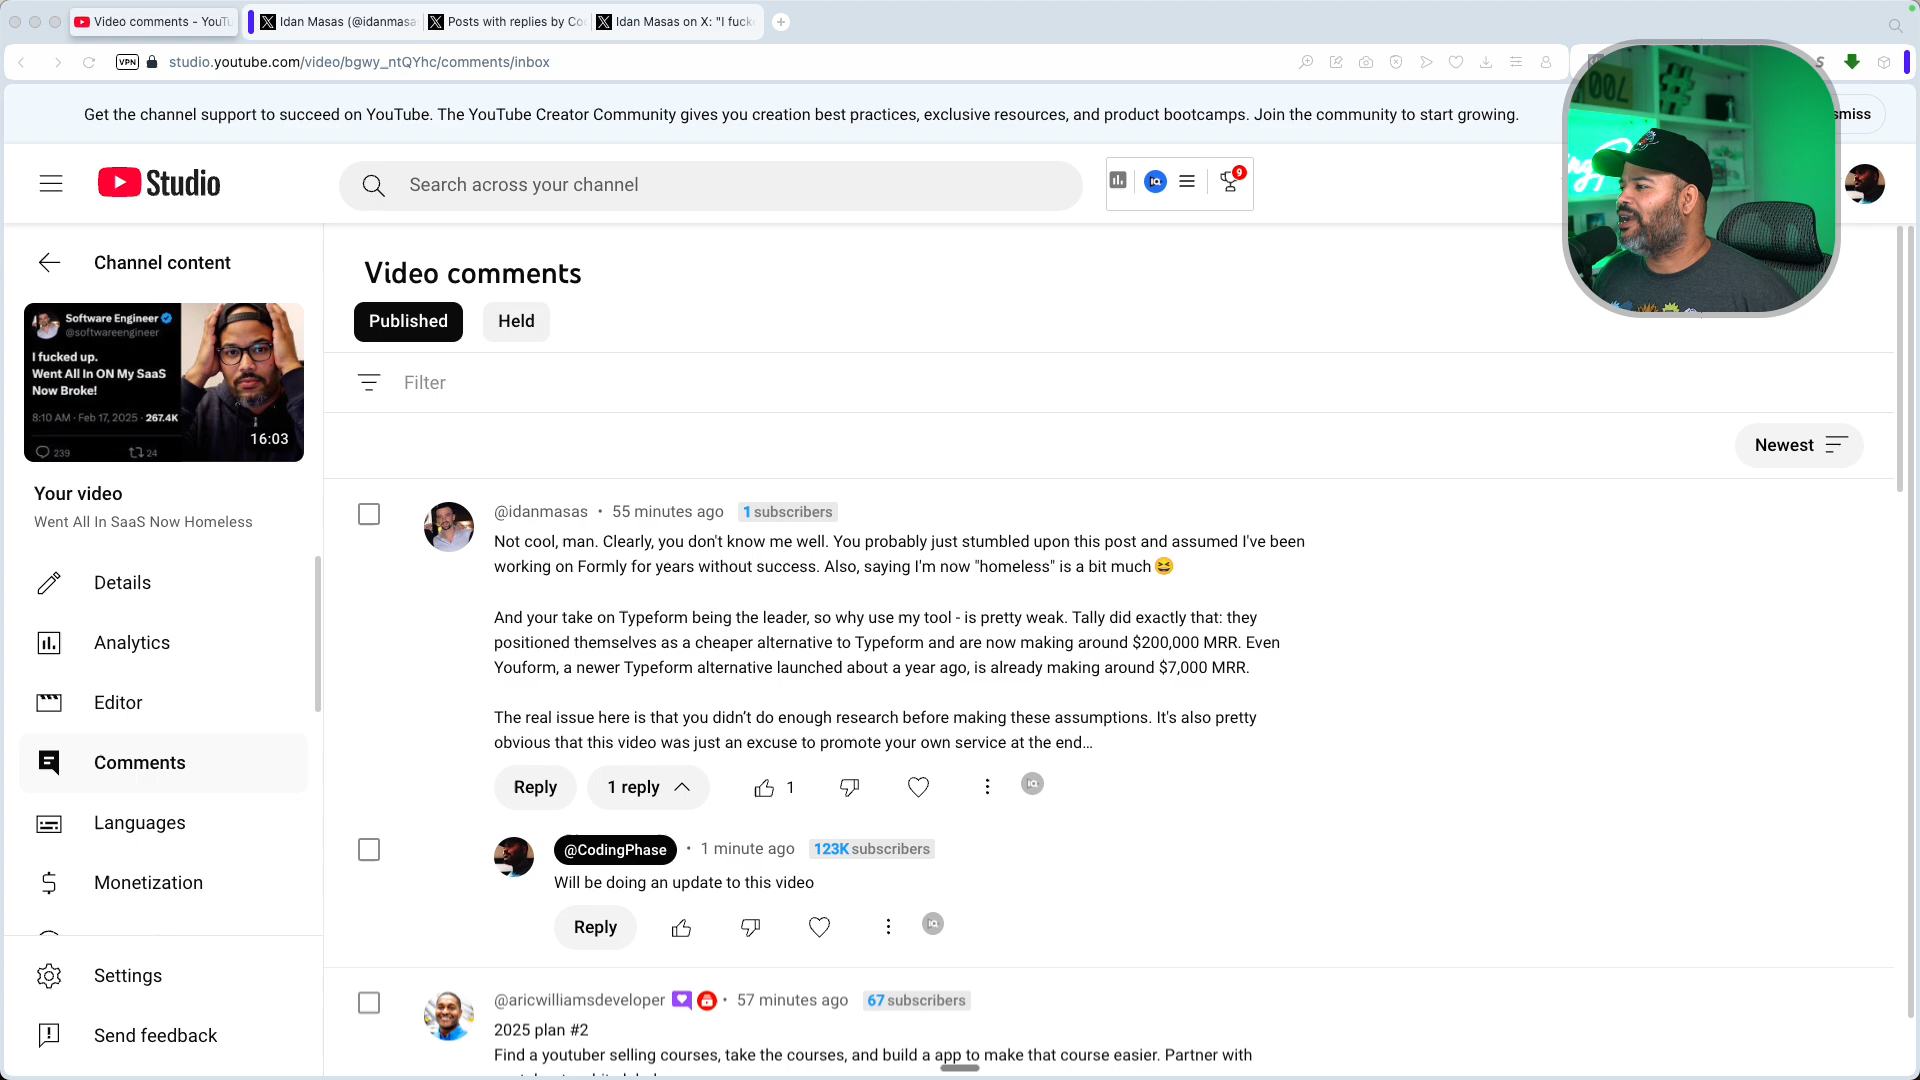 Video comments - YouTu
Idan Masas (@idanmasa
Posts with replies by Co
Idan Masas on X: "I fuck
VPN
studio.youtube.com/video/bgwy_ntQYhc/comments/inbox
Get the channel support to succeed on YouTube. The YouTube Creator Community gives you creation best practices, exclusive resources, and product bootcamps. Join the community to start growing.
miss
Studio
Search across your channel
9
Channel content
Software Engineer
@softwareengineer
I fucked up.
Went All In ON My SaaS
Now Broke!
8:10 AM · Feb 17, 2025 · 267.4K
239
24
16:03
Your video
Went All In SaaS Now Homeless
Details
Analytics
Editor
Comments
Languages
Monetization
Settings
Send feedback
Video comments
Published
Held
Filter
Newest
@idanmasas • 55 minutes ago 1 subscribers
Not cool, man. Clearly, you don't know me well. You probably just stumbled upon this post and assumed I've been
working on Formly for years without success. Also, saying I'm now "homeless" is a bit much😆
And your take on Typeform being the leader, so why use my tool - is pretty weak. Tally did exactly that: they
positioned themselves as a cheaper alternative to Typeform and are now making around $200,000 MRR. Even
Youform, a newer Typeform alternative launched about a year ago, is already making around $7,000 MRR.
The real issue here is that you didn’t do enough research before making these assumptions. It's also pretty
obvious that this video was just an excuse to promote your own service at the end…
Reply
1 reply
1
@CodingPhase • 1 minute ago 123K subscribers
Will be doing an update to this video
Reply
@aricwilliamsdeveloper • 57 minutes ago 67 subscribers
2025 plan #2
Find a youtuber selling courses, take the courses, and build a app to make that course easier. Partner with